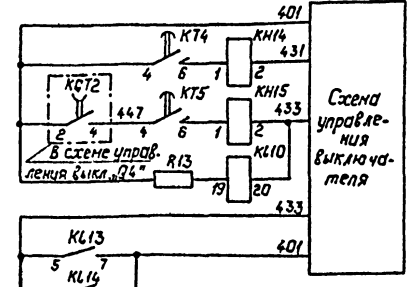 401
KT4
KH14
4
6
1
2
431
KCT2
447
KT5
KH15
433
2
4
4
6
1
2
В схеме управ-
ления выкл. „Q4"
R13
KL10
19
20
Схема
управле-
ния
выключа-
теля
433
KL13
401
5
7
KL14